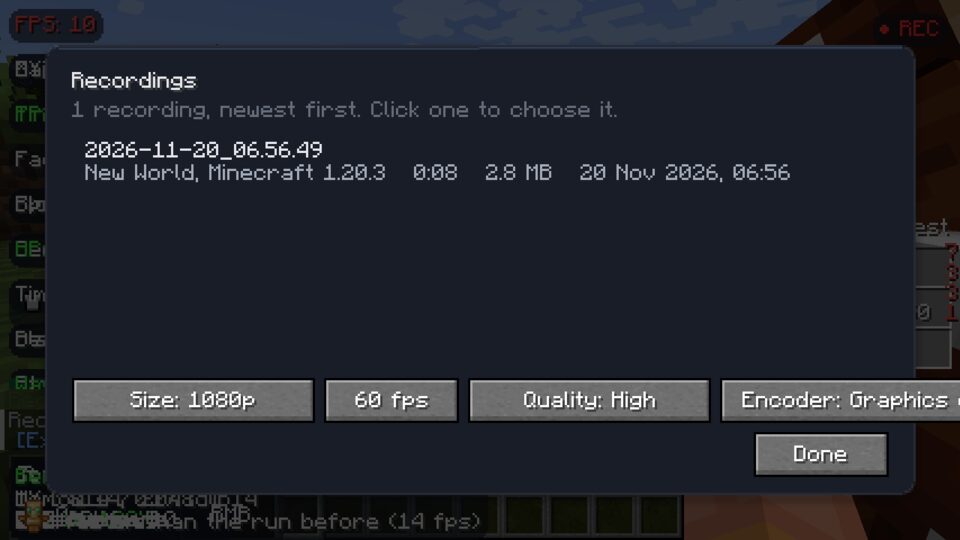 FPS: 10
REC
Recordings
1 recording, newest first. Click one to choose it.
2026-11-20_06.56.49
New World, Minecraft 1.20.3 0:08 2.8 MB 20 Nov 2026, 06:56
Size: 1080p
60 fps
Quality: High
Encoder: Graphics
Done
the run before (14 fps)